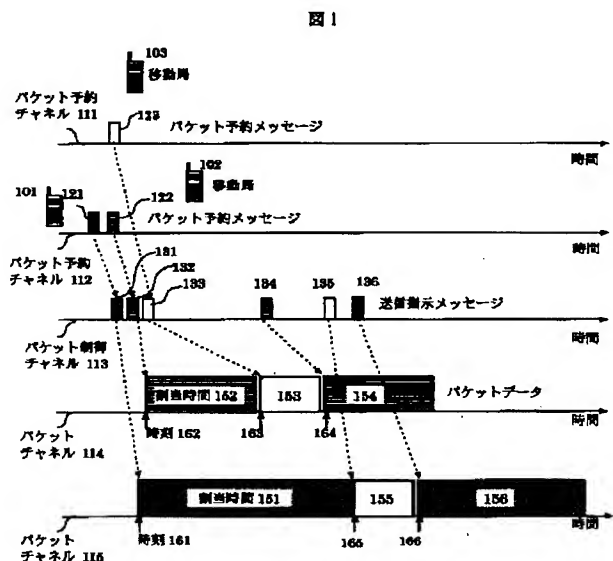 図1
103
移動局
パケット予約
チャネル 111
123
パケット予約メッセージ
時間
102
移動局
101
121
122
パケット予約メッセージ
時間
パケット予約
チャネル 112
131
132
133
134
135
136
送信指示メッセージ
時間
パケット制御
チャネル 113
割当時間 152
153
154
パケットデータ
時間
パケット
チャネル 114
時刻 162
163
164
割当時間 151
155
156
時間
パケット
チャネル 115
時刻 161
165
166